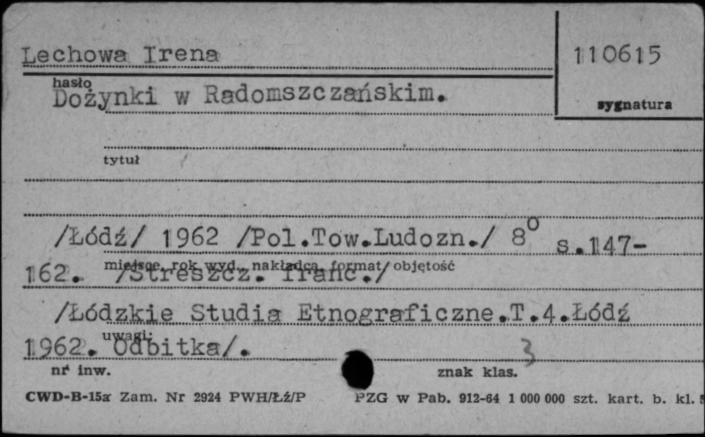 Lechowa Irena
110615
hasło
Dożynki w Radomszczańskim.
sygnatura
tytuł
/Łódź/ 1962 /Pol.Tow.Ludozn./ 8° s.147-
miejsce, rok wyd., nakładca, format/objętość
162. /Streszcz. franc./
/Łódzkie Studia Etnograficzne.T.4.Łódź
uwagi:
1962. Odbitka/.
3
nr inw.
znak klas.
CWD-B-15a Zam. Nr 2924 PWH/Łź/P
PZG w Pab. 912-64 1 000 000 szt. kart. b. kl.